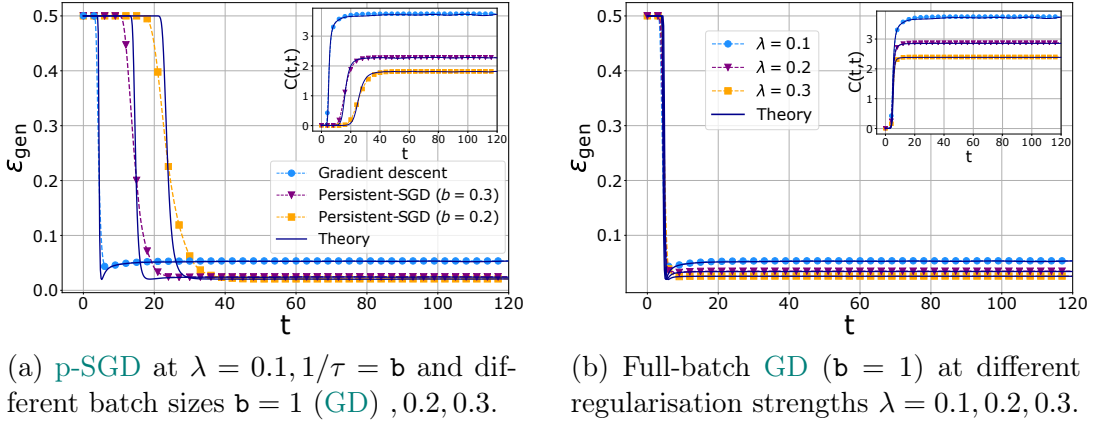 0.5
0.4
0.3
0.2
0.1
0.0
ε_gen
0 20 40 60 80 100 120
t
C(t,t)
3
2
1
0
0 20 40 60 80 100 120
t
Gradient descent
Persistent-SGD (b = 0.3)
Persistent-SGD (b = 0.2)
Theory
0.5
0.4
0.3
0.2
0.1
0.0
ε_gen
0 20 40 60 80 100 120
t
C(t,t)
3
2
1
0
0 20 40 60 80 100 120
t
λ = 0.1
λ = 0.2
λ = 0.3
Theory
(a) p-SGD at λ = 0.1, 1/τ = b and dif-
ferent batch sizes b = 1 (GD) , 0.2, 0.3.
(b) Full-batch GD (b = 1) at different
regularisation strengths λ = 0.1, 0.2, 0.3.